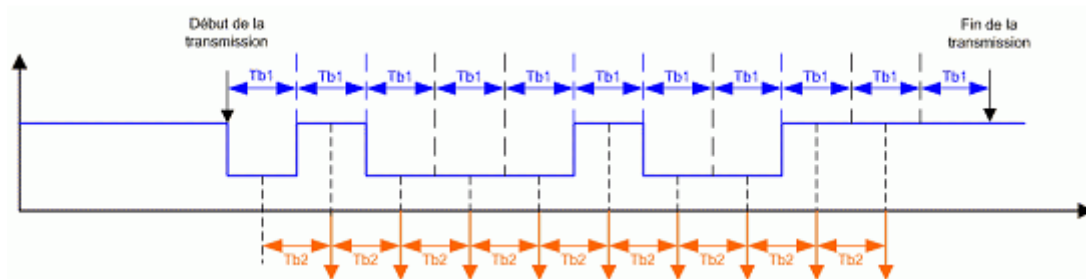 Début de la
transmission
Fin de la
transmission
Tb1 Tb1 Tb1 Tb1 Tb1 Tb1 Tb1 Tb1 Tb1 Tb1 Tb1
Tb2 Tb2 Tb2 Tb2 Tb2 Tb2 Tb2 Tb2 Tb2